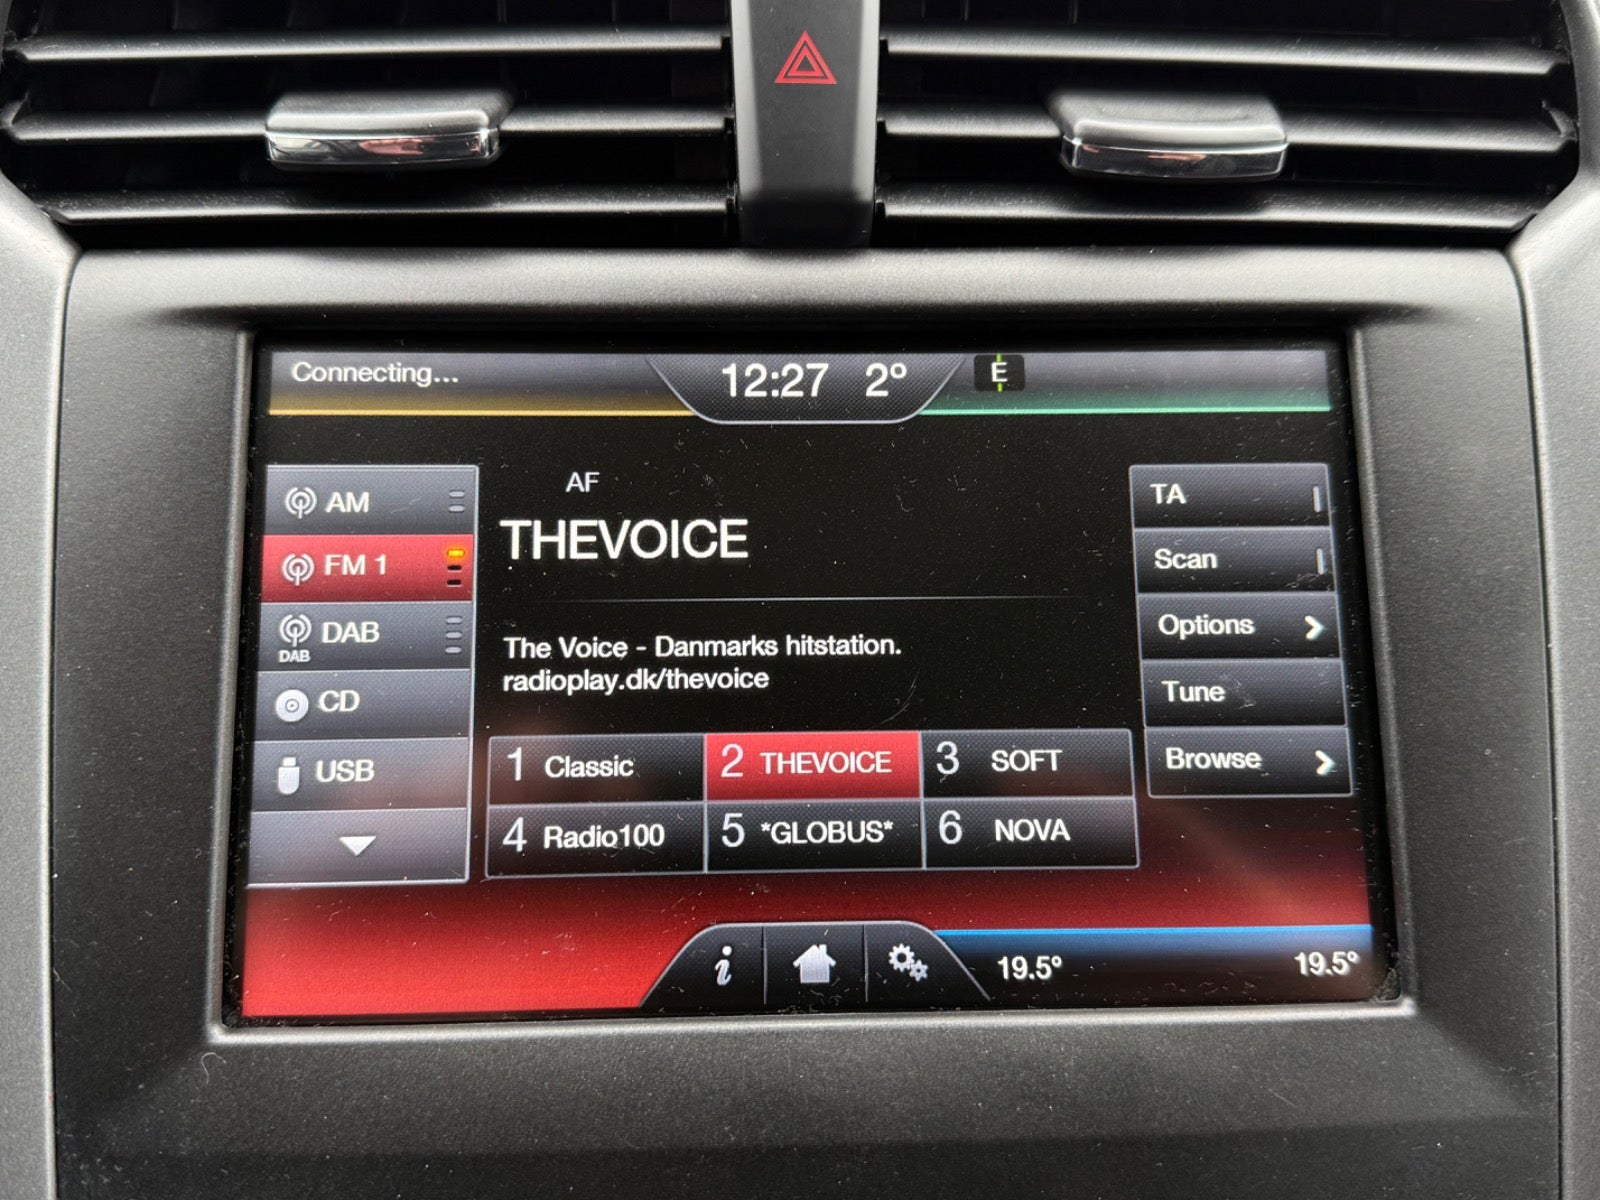 Connecting...
12:27 2°
E
AM
FM 1
DAB
DAB
CD
USB
AF
THEVOICE
The Voice - Danmarks hitstation.
radioplay.dk/thevoice
1 Classic
2 THEVOICE
3 SOFT
4 Radio100
5 *GLOBUS*
6 NOVA
TA
Scan
Options
Tune
Browse
i
19.5°
19.5°